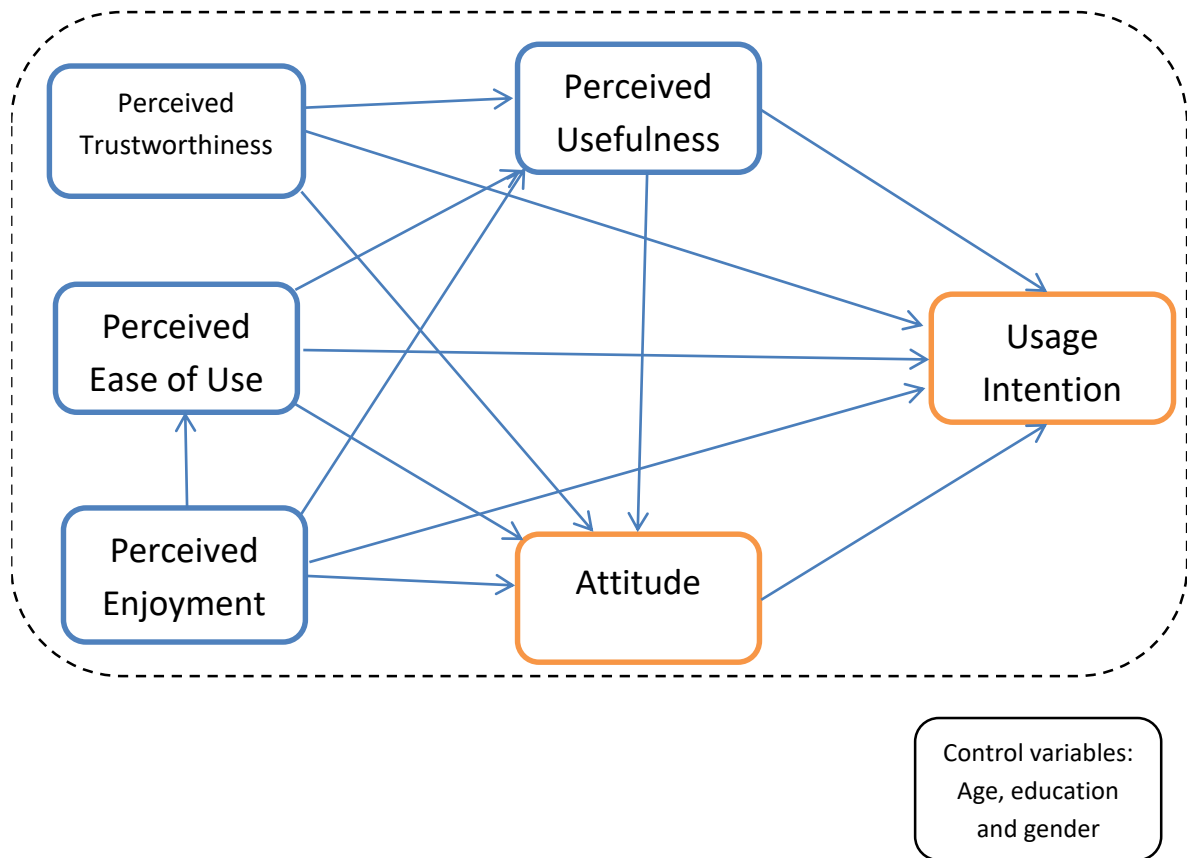 Perceived
Trustworthiness
Perceived
Usefulness
Perceived
Ease of Use
Usage
Intention
Perceived
Enjoyment
Attitude
Control variables:
Age, education
and gender